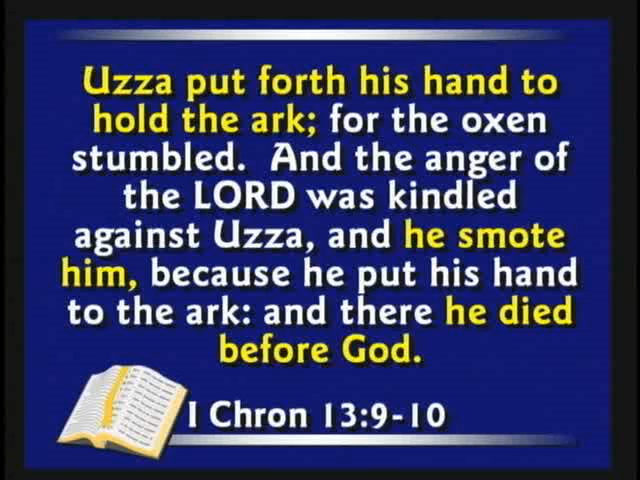 Uzza put forth his hand to
hold the ark; for the oxen
stumbled.  And the anger of
the LORD was kindled
against Uzza, and he smote
him, because he put his hand
to the ark: and there he died
before God.
I Chron 13:9-10